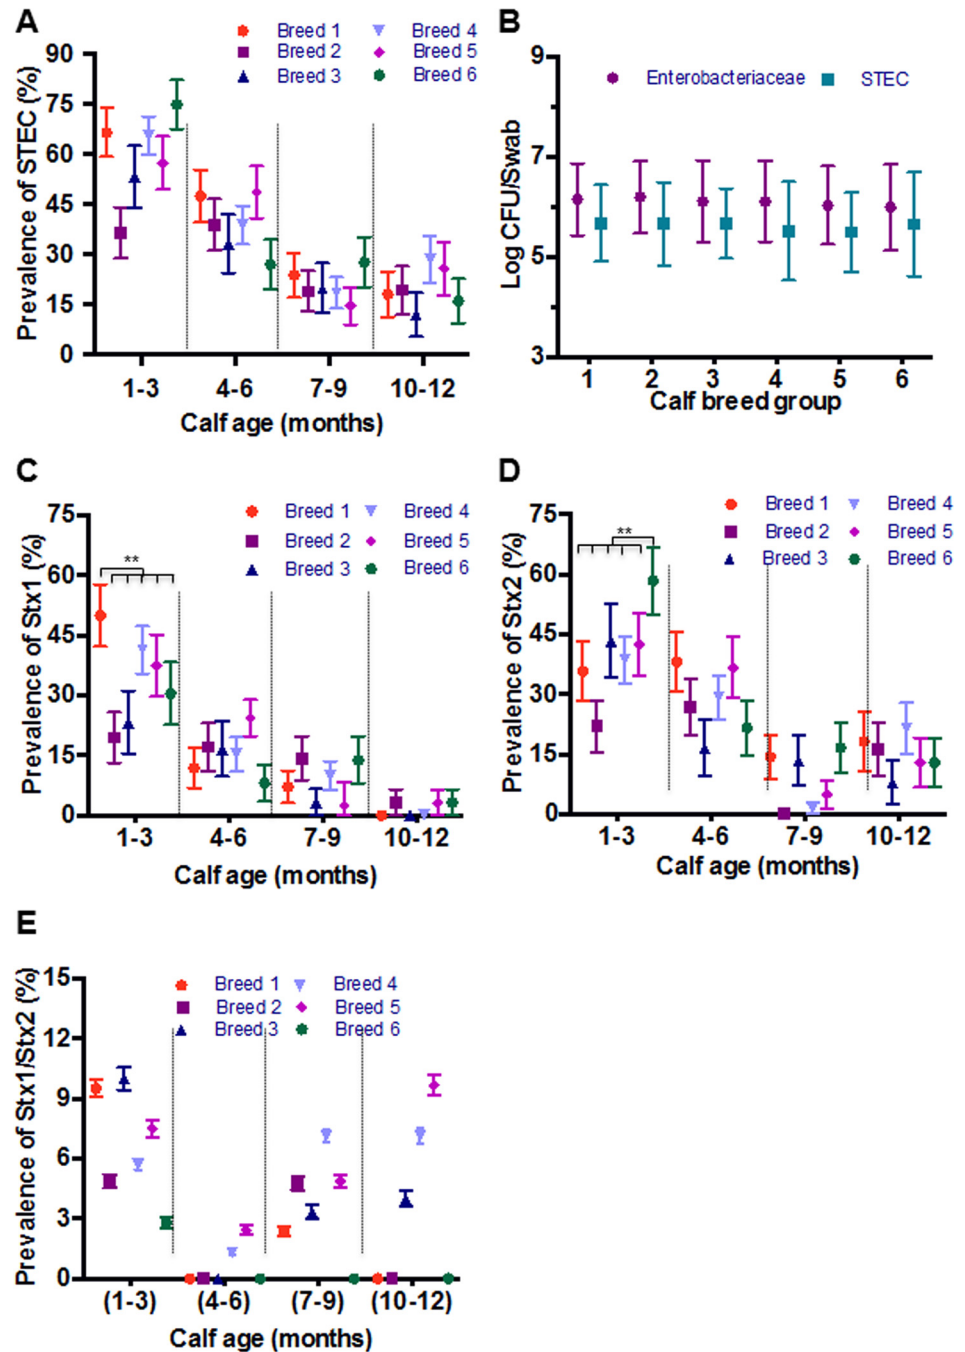 A
Breed 1
Breed 4
Breed 2
Breed 5
Breed 3
Breed 6
Prevalence of STEC (%)
90
75
60
45
30
15
0
1-3
4-6
7-9
10-12
Calf age (months)
B
Enterobacteriaceae
STEC
Log CFU/Swab
9
7
5
3
1
2
3
4
5
6
Calf breed group
C
Breed 1
Breed 4
Breed 2
Breed 5
Breed 3
Breed 6
**
Prevalence of Stx1 (%)
75
60
45
30
15
0
1-3
4-6
7-9
10-12
Calf age (months)
D
Breed 1
Breed 4
Breed 2
Breed 5
Breed 3
Breed 6
**
Prevalence of Stx2 (%)
75
60
45
30
15
0
1-3
4-6
7-9
10-12
Calf age (months)
E
Breed 1
Breed 4
Breed 2
Breed 5
Breed 3
Breed 6
Prevalence of Stx1/Stx2 (%)
15
12
9
6
3
0
(1-3)
(4-6)
(7-9)
(10-12)
Calf age (months)